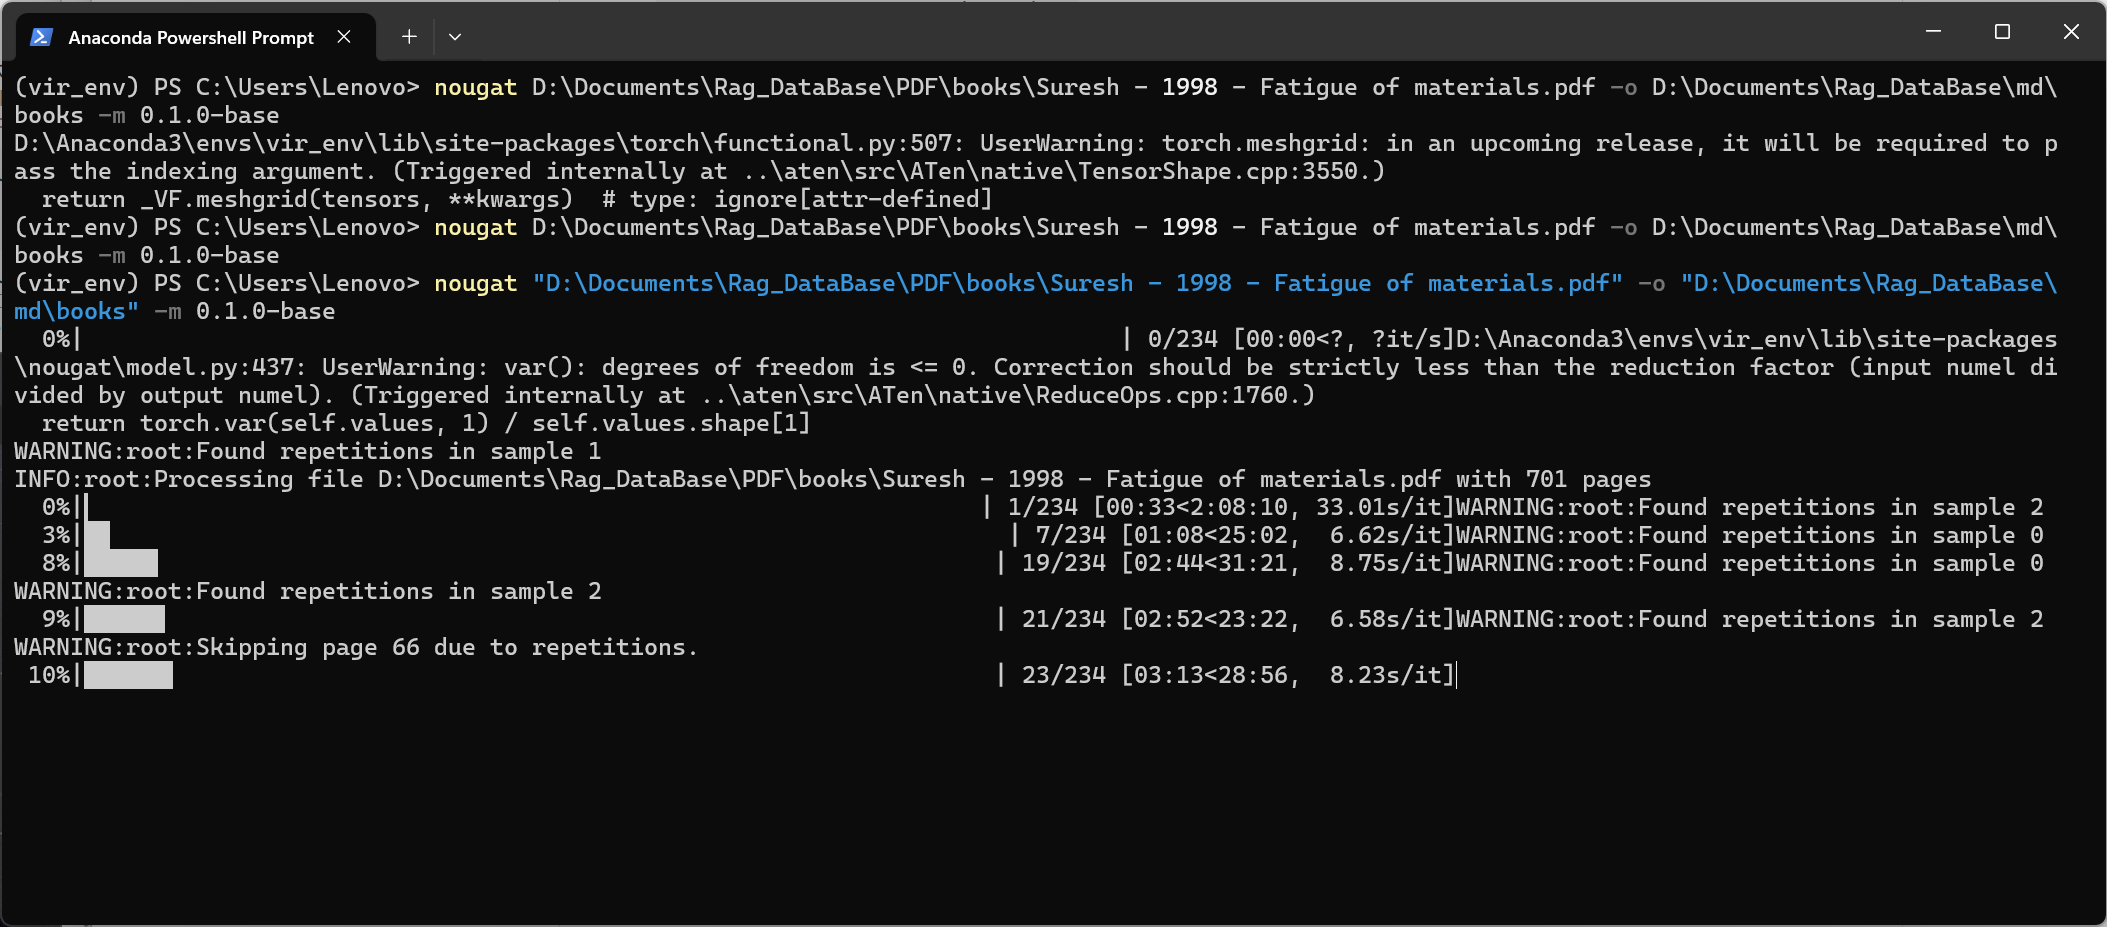 Anaconda Powershell Prompt
(vir_env) PS C:\Users\Lenovo> nougat D:\Documents\Rag_DataBase\PDF\books\Suresh - 1998 - Fatigue of materials.pdf -o D:\Documents\Rag_DataBase\md\
books -m 0.1.0-base
D:\Anaconda3\envs\vir_env\lib\site-packages\torch\functional.py:507: UserWarning: torch.meshgrid: in an upcoming release, it will be required to p
ass the indexing argument. (Triggered internally at ..\aten\src\ATen\native\TensorShape.cpp:3550.)
  return _VF.meshgrid(tensors, **kwargs)  # type: ignore[attr-defined]
(vir_env) PS C:\Users\Lenovo> nougat D:\Documents\Rag_DataBase\PDF\books\Suresh - 1998 - Fatigue of materials.pdf -o D:\Documents\Rag_DataBase\md\
books -m 0.1.0-base
(vir_env) PS C:\Users\Lenovo> nougat "D:\Documents\Rag_DataBase\PDF\books\Suresh - 1998 - Fatigue of materials.pdf" -o "D:\Documents\Rag_DataBase\
md\books" -m 0.1.0-base
  0%| | 0/234 [00:00<?, ?it/s]D:\Anaconda3\envs\vir_env\lib\site-packages
\nougat\model.py:437: UserWarning: var(): degrees of freedom is <= 0. Correction should be strictly less than the reduction factor (input numel di
vided by output numel). (Triggered internally at ..\aten\src\ATen\native\ReduceOps.cpp:1760.)
  return torch.var(self.values, 1) / self.values.shape[1]
WARNING:root:Found repetitions in sample 1
INFO:root:Processing file D:\Documents\Rag_DataBase\PDF\books\Suresh - 1998 - Fatigue of materials.pdf with 701 pages
  0%| | 1/234 [00:33<2:08:10, 33.01s/it]WARNING:root:Found repetitions in sample 2
  3%| | 7/234 [01:08<25:02,  6.62s/it]WARNING:root:Found repetitions in sample 0
  8%| | 19/234 [02:44<31:21,  8.75s/it]WARNING:root:Found repetitions in sample 0
WARNING:root:Found repetitions in sample 2
  9%| | 21/234 [02:52<23:22,  6.58s/it]WARNING:root:Found repetitions in sample 2
WARNING:root:Skipping page 66 due to repetitions.
 10%| | 23/234 [03:13<28:56,  8.23s/it]